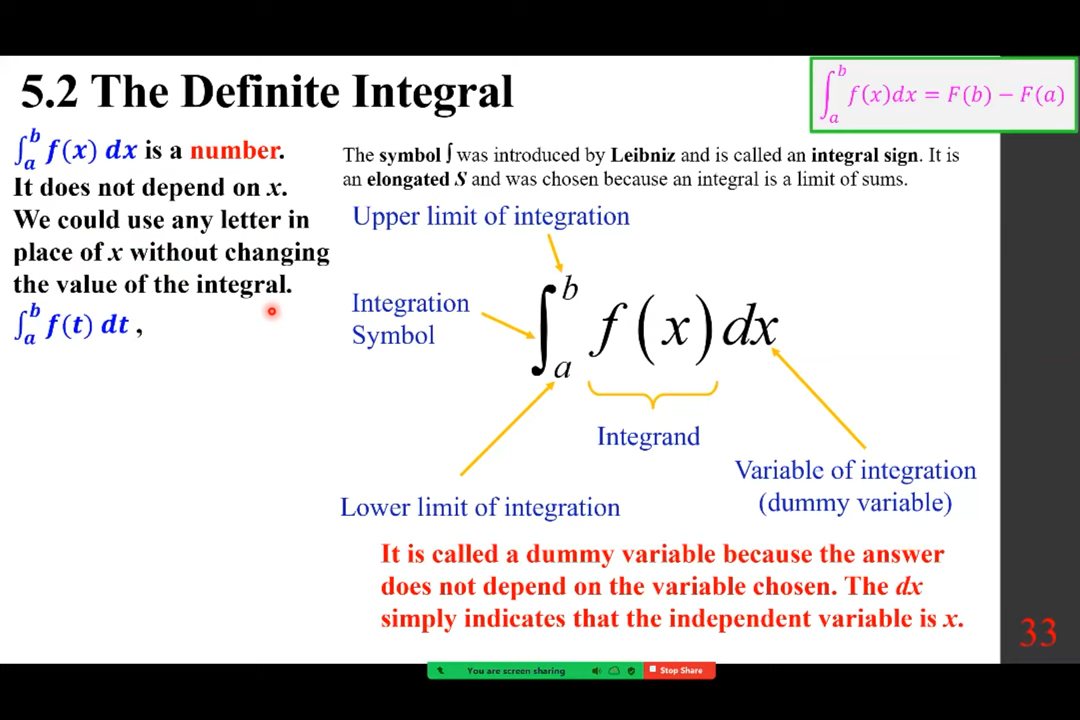 5.2 The Definite Integral
∫ₐᵇ f(x)dx = F(b) − F(a)
∫ₐᵇ f(x) dx is a number.
It does not depend on x.
We could use any letter in
place of x without changing
the value of the integral.
∫ₐᵇ f(t) dt ,
The symbol ∫ was introduced by Leibniz and is called an integral sign. It is
an elongated S and was chosen because an integral is a limit of sums.
Upper limit of integration
Integration
Symbol
∫ₐᵇ f(x)dx
Integrand
Variable of integration
(dummy variable)
Lower limit of integration
It is called a dummy variable because the answer
does not depend on the variable chosen. The dx
simply indicates that the independent variable is x.
33
You are screen sharing
Stop Share